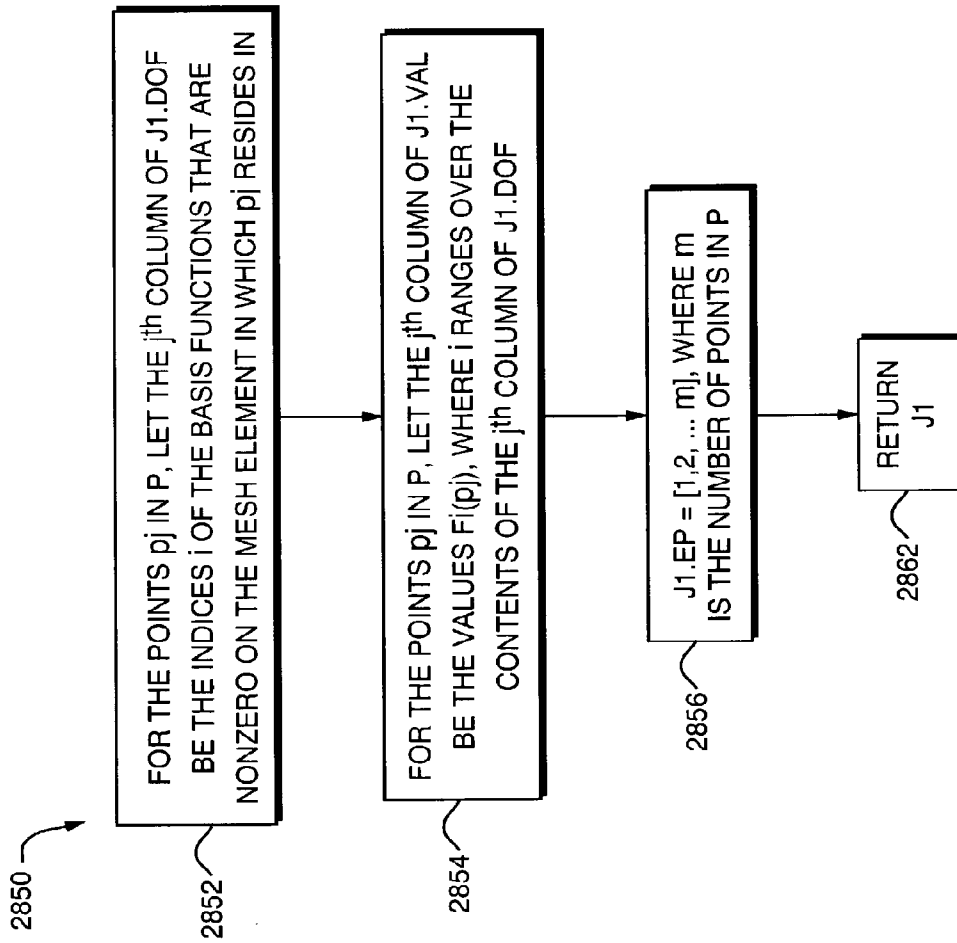 2850
FOR THE POINTS pj IN P, LET THE jth COLUMN OF J1.DOF
BE THE INDICES i OF THE BASIS FUNCTIONS THAT ARE
NONZERO ON THE MESH ELEMENT IN WHICH pj RESIDES IN
2852
FOR THE POINTS pj IN P, LET THE jth COLUMN OF J1.VAL
BE THE VALUES Fi(pj), WHERE i RANGES OVER THE
CONTENTS OF THE jth COLUMN OF J1.DOF
2854
J1.EP = [1,2, ... m], WHERE m
IS THE NUMBER OF POINTS IN P
2856
RETURN
J1
2862